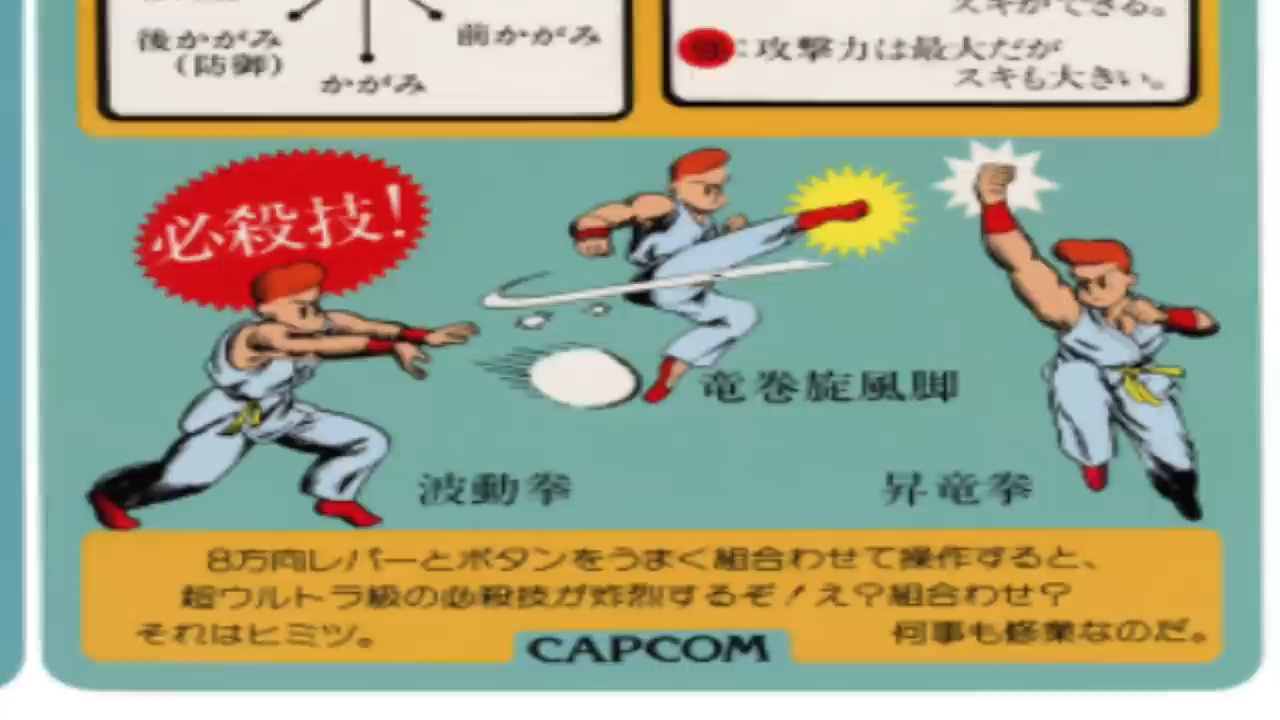 後かがみ
(防御)
かがみ
前かがみ
スキができる。
:攻撃力は最大だが
スキも大きい。
必殺技!
竜巻旋風脚
波動拳
昇竜拳
8方向レバーとボタンをうまく組合わせて操作すると、
超ウルトラ級の必殺技が炸烈するぞ!え?組合わせ?
それはヒミツ。
何事も修業なのだ。
CAPCOM